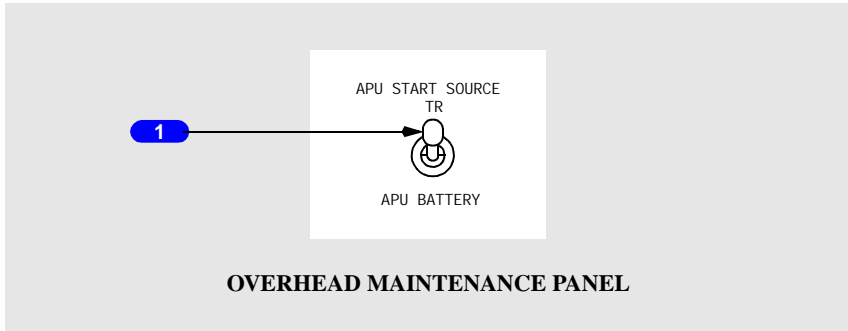 APU START SOURCE
TR
1
APU BATTERY
OVERHEAD MAINTENANCE PANEL